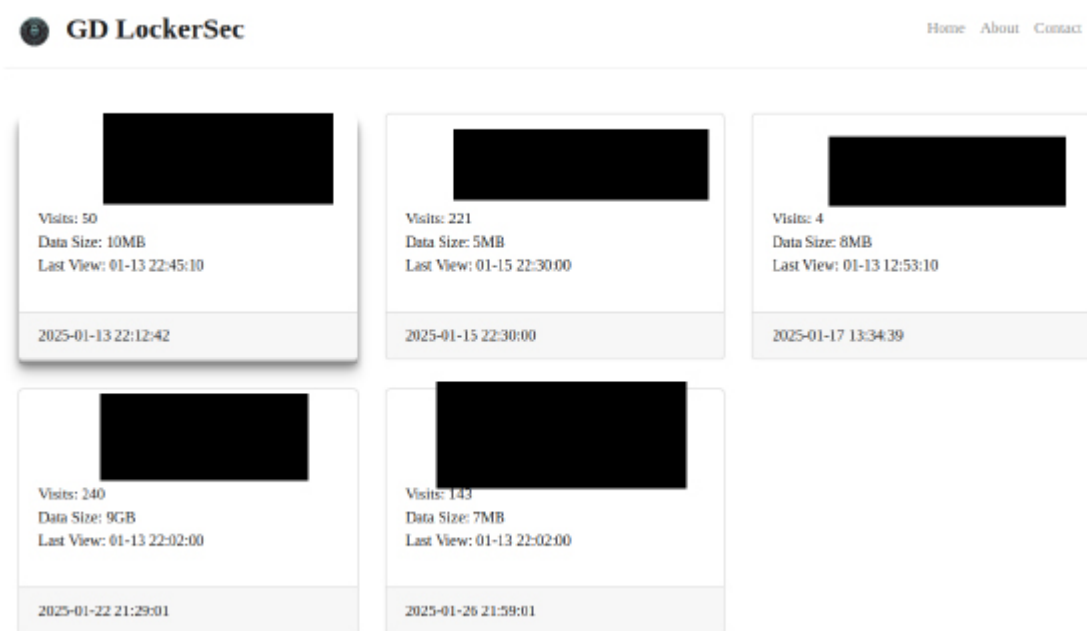 GD LockerSec
Home About Contact
Visits: 50
Data Size: 10MB
Last View: 01-13 22:45:10
2025-01-13 22:12:42
Visits: 221
Data Size: 5MB
Last View: 01-15 22:30:00
2025-01-15 22:30:00
Visits: 4
Data Size: 8MB
Last View: 01-13 12:53:10
2025-01-17 13:34:39
Visits: 240
Data Size: 9GB
Last View: 01-13 22:02:00
2025-01-22 21:29:01
Visits: 143
Data Size: 7MB
Last View: 01-13 22:02:00
2025-01-26 21:59:01